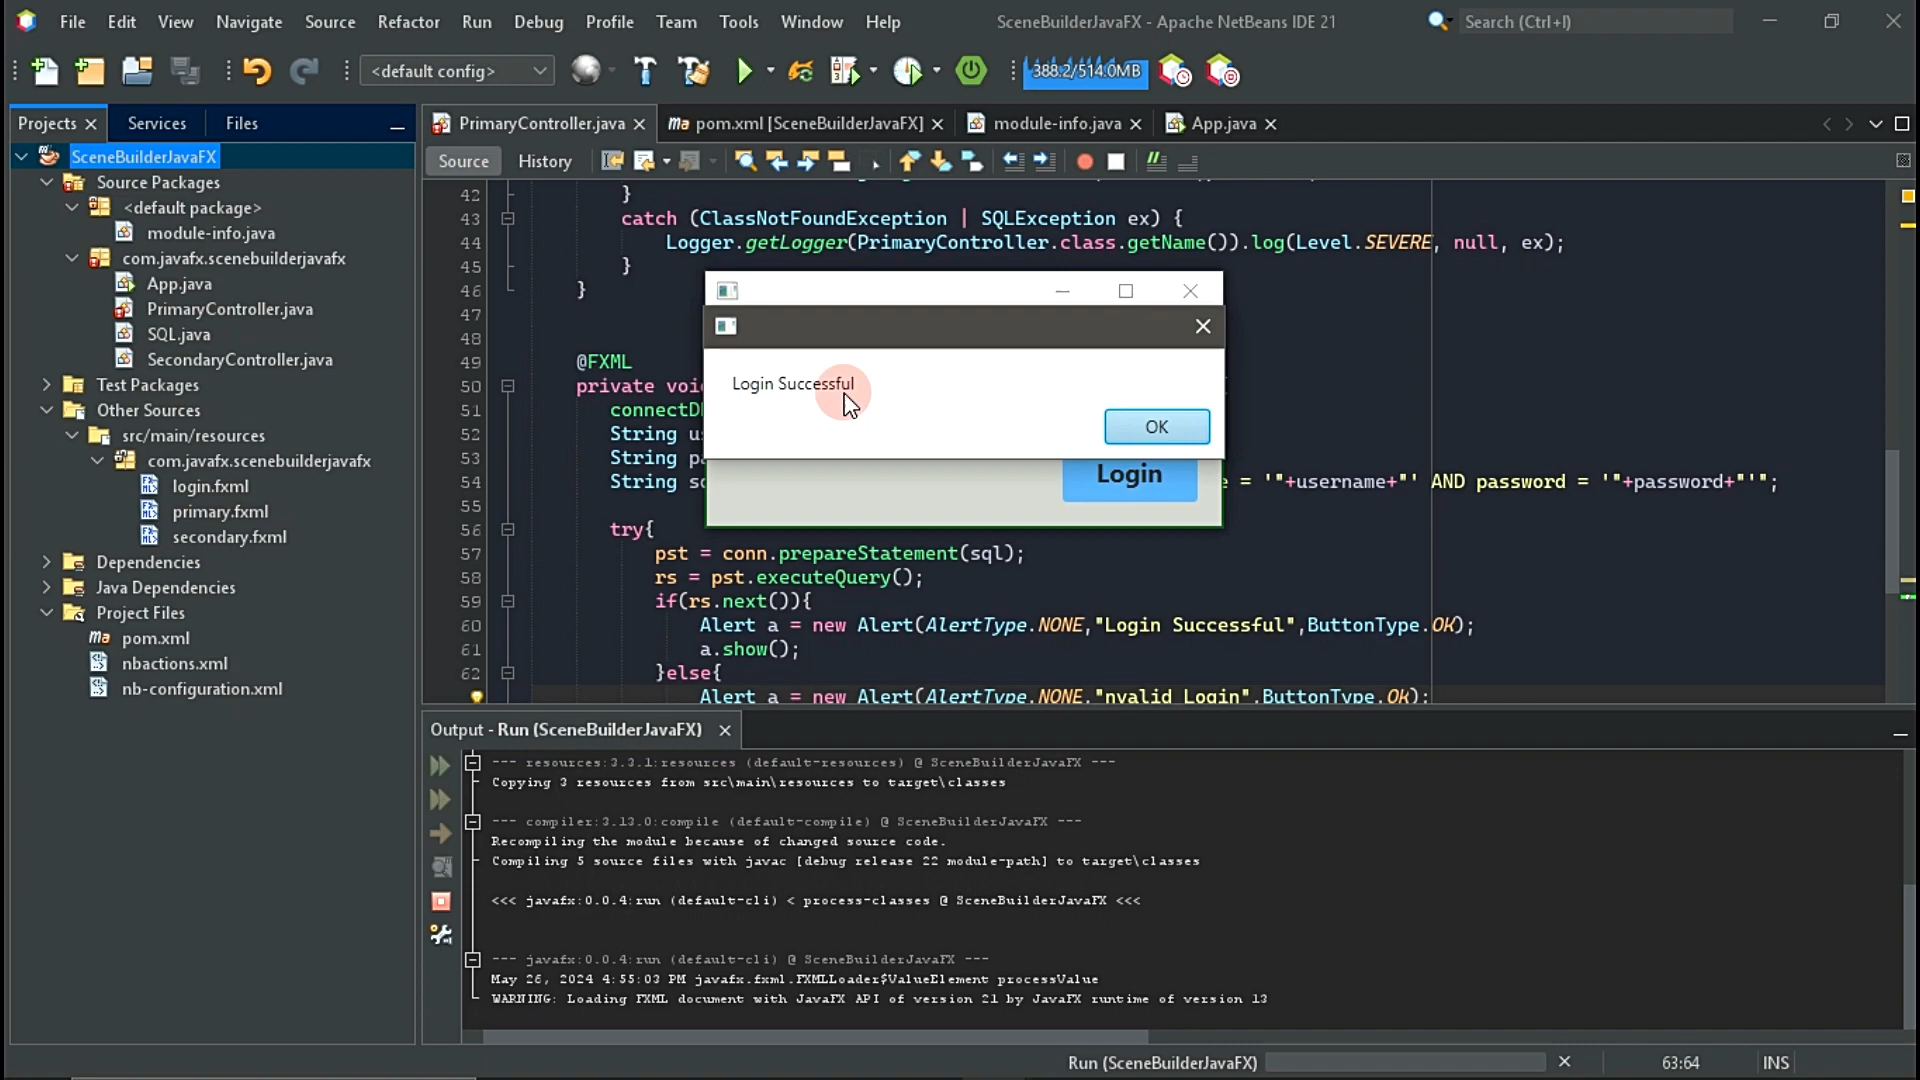 File Edit View Navigate Source Refactor Run Debug Profile Team Tools Window Help SceneBuilderJavaFX - Apache NetBeans IDE 21 Search (Ctrl+I)
<default config> 388.2/514.0MB
Projects Services Files
PrimaryController.java pom.xml [SceneBuilderJavaFX] module-info.java App.java
Source History
SceneBuilderJavaFX
Source Packages
<default package>
module-info.java
com.javafx.scenebuilderjavafx
App.java
PrimaryController.java
SQL.java
SecondaryController.java
Test Packages
Other Sources
src/main/resources
com.javafx.scenebuilderjavafx
login.fxml
primary.fxml
secondary.fxml
Dependencies
Java Dependencies
Project Files
pom.xml
nbactions.xml
nb-configuration.xml
42 }
43 catch (ClassNotFoundException | SQLException ex) {
44 Logger.getLogger(PrimaryController.class.getName()).log(Level.SEVERE, null, ex);
45 }
46 }
47
48
49 @FXML
50 private voi
51 connectD
52 String u
53 String p
54 String s = '"+username+"' AND password = '"+password+"'";
55
56 try{
57 pst = conn.prepareStatement(sql);
58 rs = pst.executeQuery();
59 if(rs.next()){
60 Alert a = new Alert(AlertType.NONE,"Login Successful",ButtonType.OK);
61 a.show();
62 }else{
Alert a = new Alert(AlertType.NONE,"nvalid Login",ButtonType.OK);
Login Successful
OK
Login
Output - Run (SceneBuilderJavaFX)
--- resources:3.3.1:resources (default-resources) @ SceneBuilderJavaFX ---
Copying 3 resources from src\main\resources to target\classes
--- compiler:3.13.0:compile (default-compile) @ SceneBuilderJavaFX ---
Recompiling the module because of changed source code.
Compiling 5 source files with javac [debug release 22 module-path] to target\classes
<<< javafx:0.0.4:run (default-cli) < process-classes @ SceneBuilderJavaFX <<<
--- javafx:0.0.4:run (default-cli) @ SceneBuilderJavaFX ---
May 26, 2024 4:55:03 PM javafx.fxml.FXMLLoader$ValueElement processValue
WARNING: Loading FXML document with JavaFX API of version 21 by JavaFX runtime of version 13
Run (SceneBuilderJavaFX) 63:64 INS